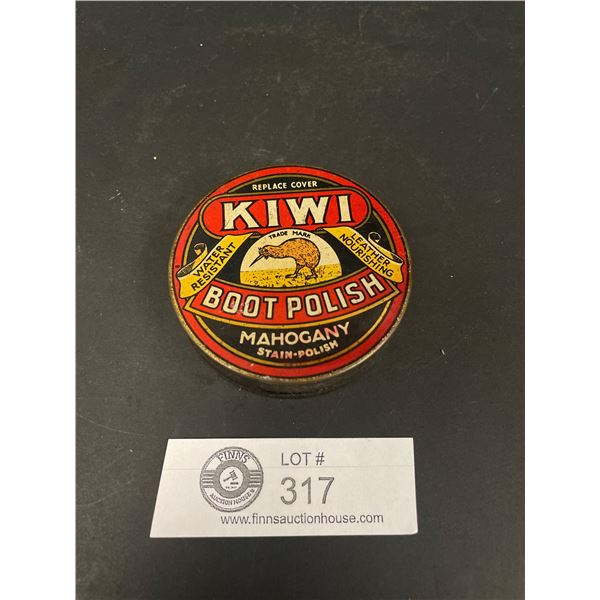 REPLACE COVER
KIWI
TRADE MARK
WATER
RESISTANT
LEATHER
NOURISHING
BOOT POLISH
MAHOGANY
STAIN-POLISH
FINNS
AUCTION HOUSE
LOT #
317
www.finnsauctionhouse.com